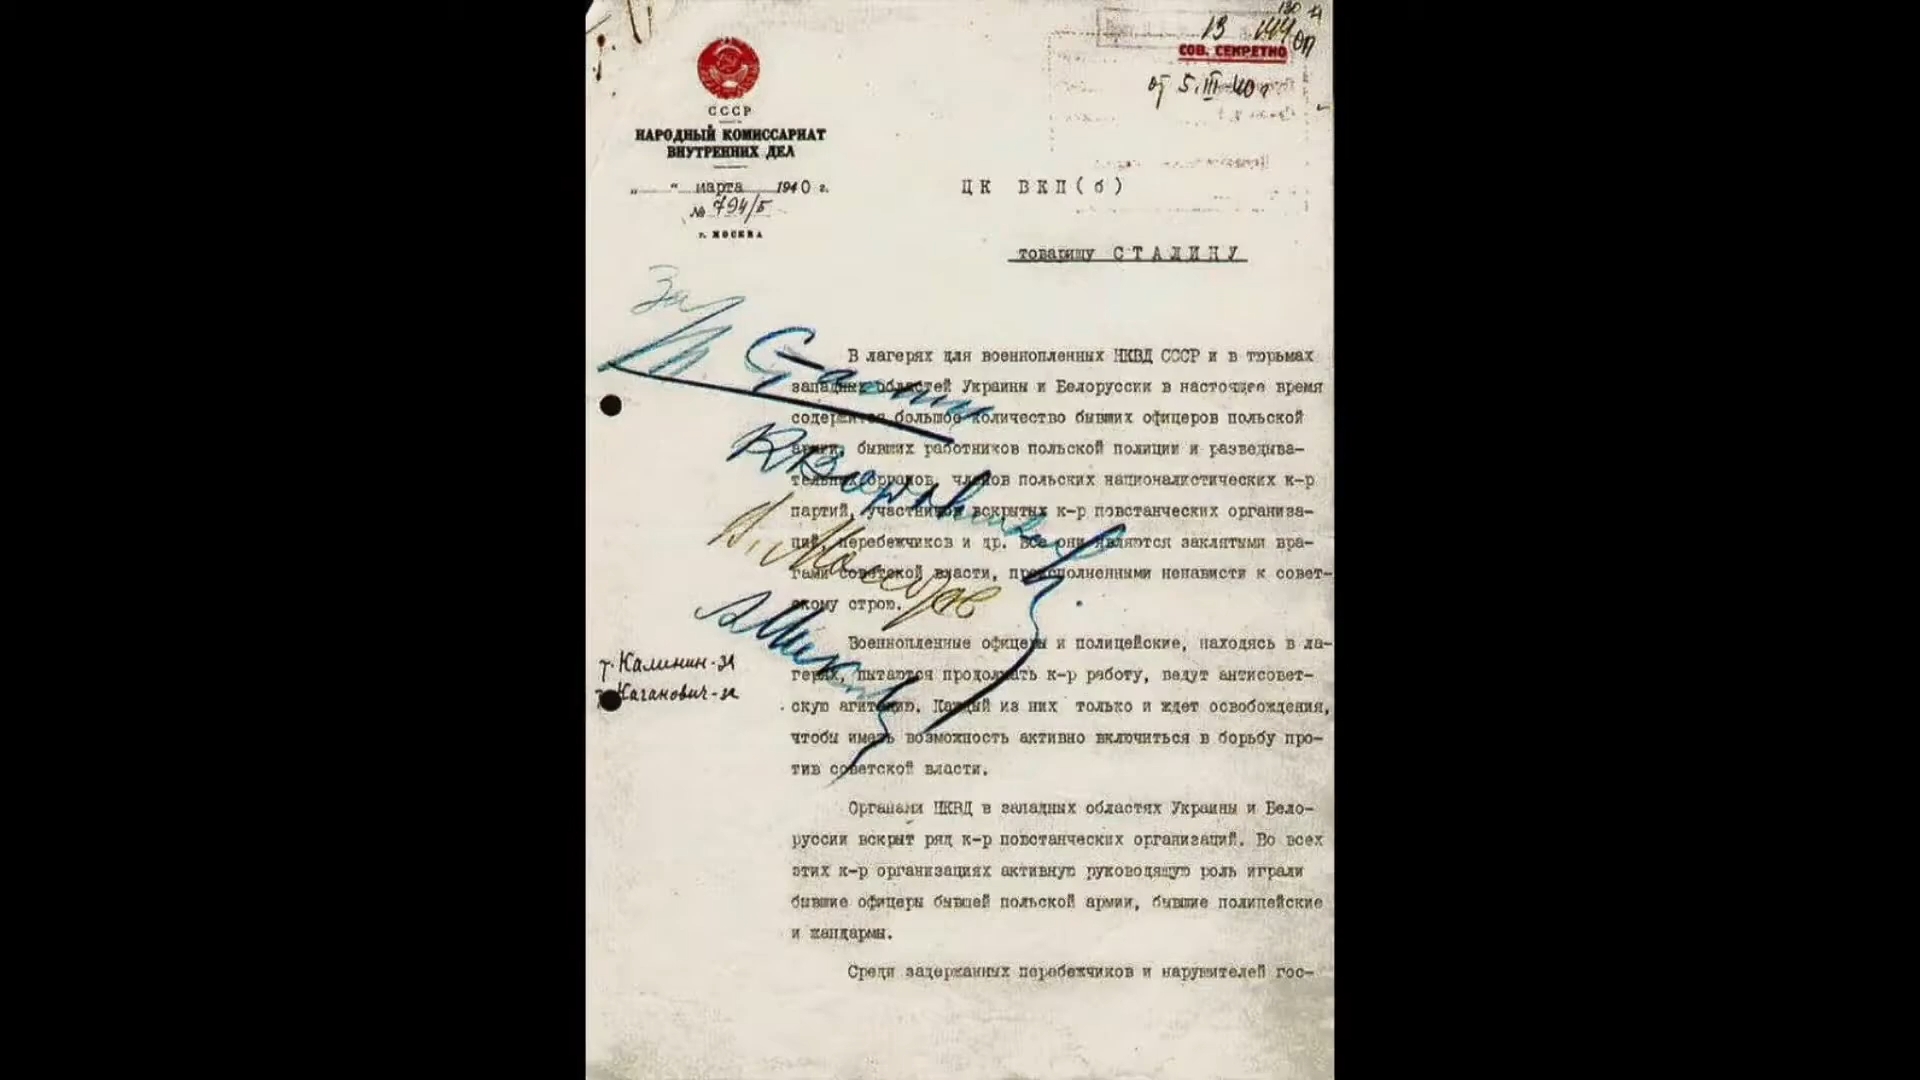 13 144 ОП
СОВ. СЕКРЕТНО
от 5.III-40 г
СССР
НАРОДНЫЙ КОМИССАРИАТ
ВНУТРЕННИХ ДЕЛ
„ “ марта 1940 г.
№ 794/Б
г. МОСКВА
ЦК ВКП(б)
товарищу СТАЛИНУ
За
И Сталин
К Ворошилов
В. Молотов
А Микоян
т. Калинин - за
т. Каганович - за
В лагерях для военнопленных НКВД СССР и в тюрьмах
западных областей Украины и Белоруссии в настоящее время
содержится большое количество бывших офицеров польской
армии, бывших работников польской полиции и разведыва-
тельных органов, членов польских националистических к-р
партий, участников вскрытых к-р повстанческих организа-
ций, перебежчиков и др. Все они являются заклятыми вра-
гами советской власти, преисполненными ненависти к совет-
скому строю.
Военнопленные офицеры и полицейские, находясь в ла-
герях, пытаются продолжать к-р работу, ведут антисовет-
скую агитацию. Каждый из них только и ждет освобождения,
чтобы иметь возможность активно включиться в борьбу про-
тив советской власти.
Органами НКВД в западных областях Украины и Бело-
руссии вскрыт ряд к-р повстанческих организаций. Во всех
этих к-р организациях активную руководящую роль играли
бывшие офицеры бывшей польской армии, бывшие полицейские
и жандармы.
Среди задержанных перебежчиков и нарушителей гос-